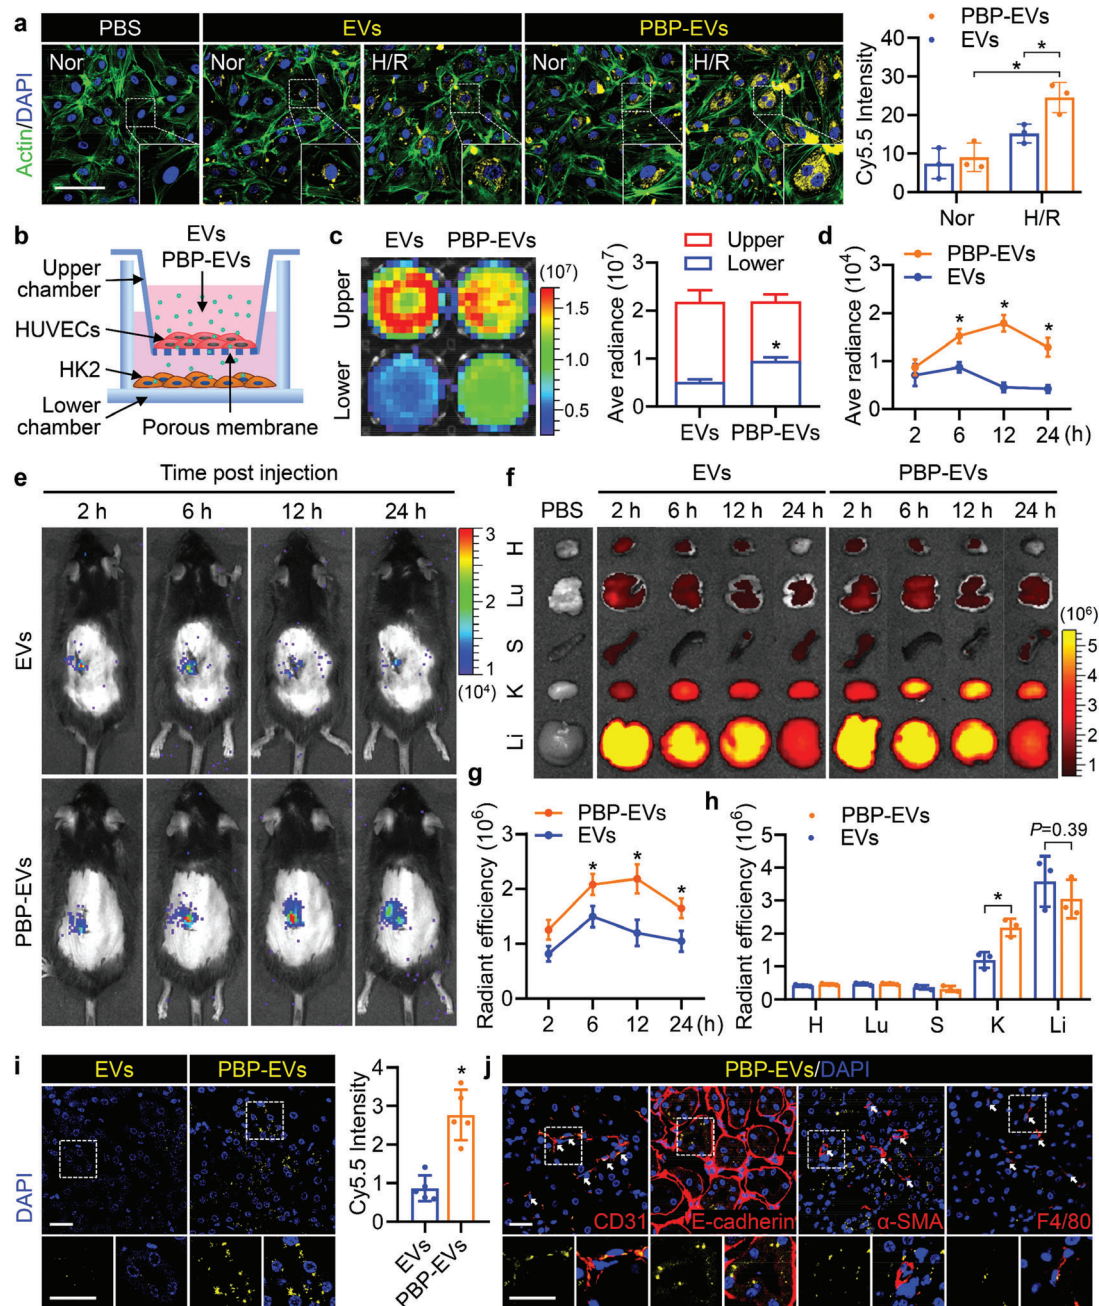 a
PBS
EVs
PBP-EVs
Nor
Nor
H/R
Nor
H/R
Actin/DAPI
PBP-EVs
EVs
*
*
Cy5.5 Intensity
40
30
20
10
0
Nor
H/R
b
EVs
PBP-EVs
Upper
chamber
HUVECs
HK2
Lower
chamber
Porous membrane
c
EVs
PBP-EVs
Upper
Lower
(10⁷)
1.5
1.0
0.5
Upper
Lower
Ave radiance (10⁷)
3
2
1
0
*
EVs
PBP-EVs
d
PBP-EVs
EVs
Ave radiance (10⁴)
3
2
1
0
*
*
*
2
6
12
24
(h)
e
Time post injection
2 h
6 h
12 h
24 h
EVs
PBP-EVs
3
2
1
(10⁴)
f
EVs
PBP-EVs
PBS
2 h
6 h
12 h
24 h
2 h
6 h
12 h
24 h
H
Lu
S
K
Li
(10⁶)
5
4
3
2
1
g
PBP-EVs
EVs
Radiant efficiency (10⁶)
3
2
1
0
*
*
*
2
6
12
24
(h)
h
PBP-EVs
EVs
Radiant efficiency (10⁶)
5
4
3
2
1
0
*
P=0.39
H
Lu
S
K
Li
i
EVs
PBP-EVs
DAPI
Cy5.5 Intensity
4
3
2
1
0
*
EVs
PBP-EVs
j
PBP-EVs/DAPI
CD31
E-cadherin
α-SMA
F4/80